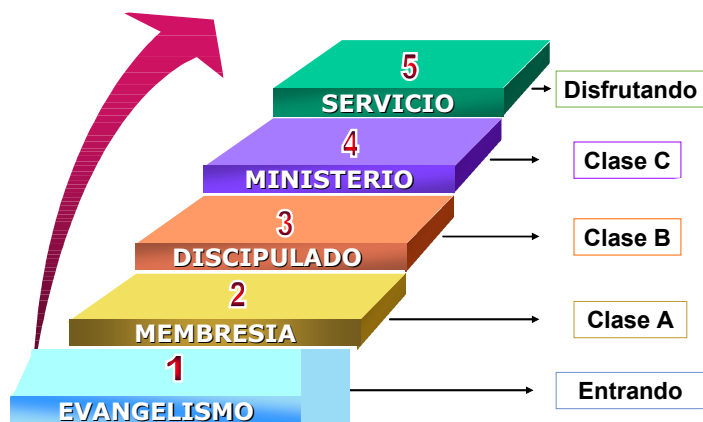 5
SERVICIO
Disfrutando
4
MINISTERIO
Clase C
3
DISCIPULADO
Clase B
2
MEMBRESIA
Clase A
1
EVANGELISMO
Entrando